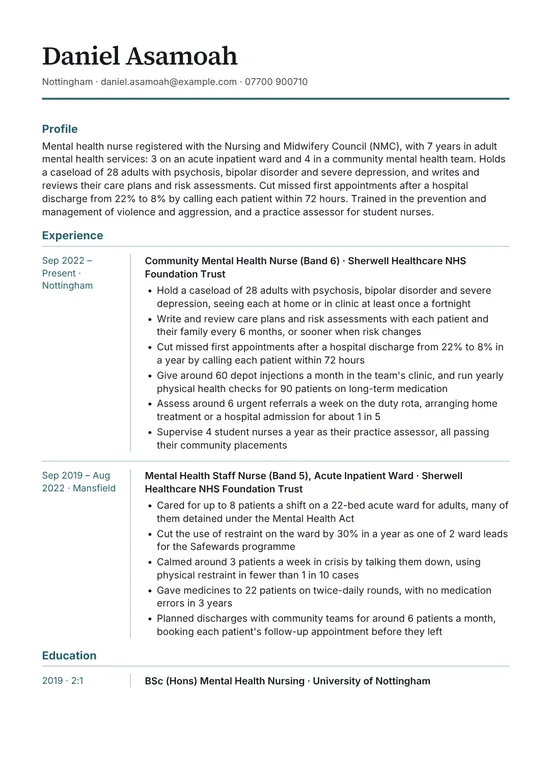 Daniel Asamoah
Nottingham · daniel.asamoah@example.com · 07700 900710
Profile
Mental health nurse registered with the Nursing and Midwifery Council (NMC), with 7 years in adult
mental health services: 3 on an acute inpatient ward and 4 in a community mental health team. Holds
a caseload of 28 adults with psychosis, bipolar disorder and severe depression, and writes and
reviews their care plans and risk assessments. Cut missed first appointments after a hospital
discharge from 22% to 8% by calling each patient within 72 hours. Trained in the prevention and
management of violence and aggression, and a practice assessor for student nurses.
Experience
Sep 2022 –
Present ·
Nottingham
Community Mental Health Nurse (Band 6) · Sherwell Healthcare NHS
Foundation Trust
• Hold a caseload of 28 adults with psychosis, bipolar disorder and severe
depression, seeing each at home or in clinic at least once a fortnight
• Write and review care plans and risk assessments with each patient and
their family every 6 months, or sooner when risk changes
• Cut missed first appointments after a hospital discharge from 22% to 8% in
a year by calling each patient within 72 hours
• Give around 60 depot injections a month in the team's clinic, and run yearly
physical health checks for 90 patients on long-term medication
• Assess around 6 urgent referrals a week on the duty rota, arranging home
treatment or a hospital admission for about 1 in 5
• Supervise 4 student nurses a year as their practice assessor, all passing
their community placements
Sep 2019 – Aug
2022 · Mansfield
Mental Health Staff Nurse (Band 5), Acute Inpatient Ward · Sherwell
Healthcare NHS Foundation Trust
• Cared for up to 8 patients a shift on a 22-bed acute ward for adults, many of
them detained under the Mental Health Act
• Cut the use of restraint on the ward by 30% in a year as one of 2 ward leads
for the Safewards programme
• Calmed around 3 patients a week in crisis by talking them down, using
physical restraint in fewer than 1 in 10 cases
• Gave medicines to 22 patients on twice-daily rounds, with no medication
errors in 3 years
• Planned discharges with community teams for around 6 patients a month,
booking each patient's follow-up appointment before they left
Education
2019 · 2:1
BSc (Hons) Mental Health Nursing · University of Nottingham